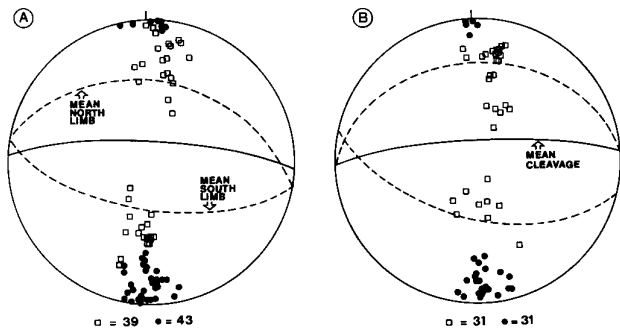 A
B
MEAN
NORTH
LIMB
MEAN
SOUTH
LIMB
MEAN
CLEAVAGE
□ = 39 ● = 43
□ = 31 ● = 31